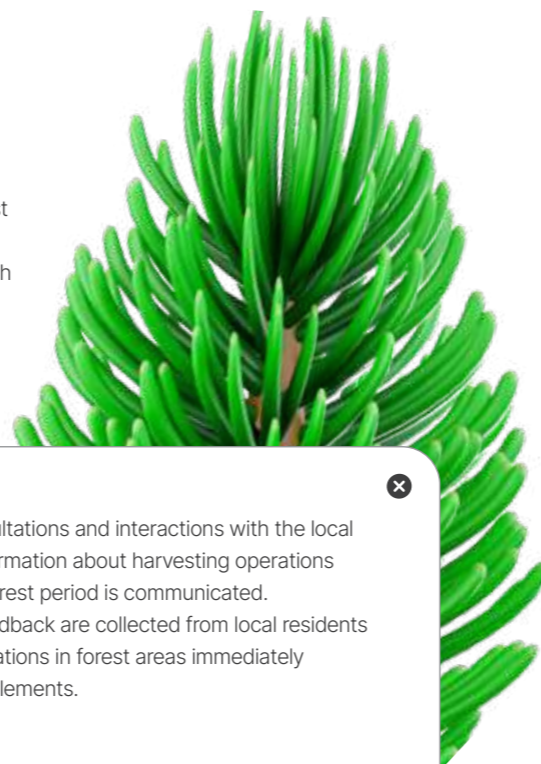 t
h
ltations and interactions with the local
rmation about harvesting operations
rest period is communicated.
dback are collected from local residents
ations in forest areas immediately
lements.